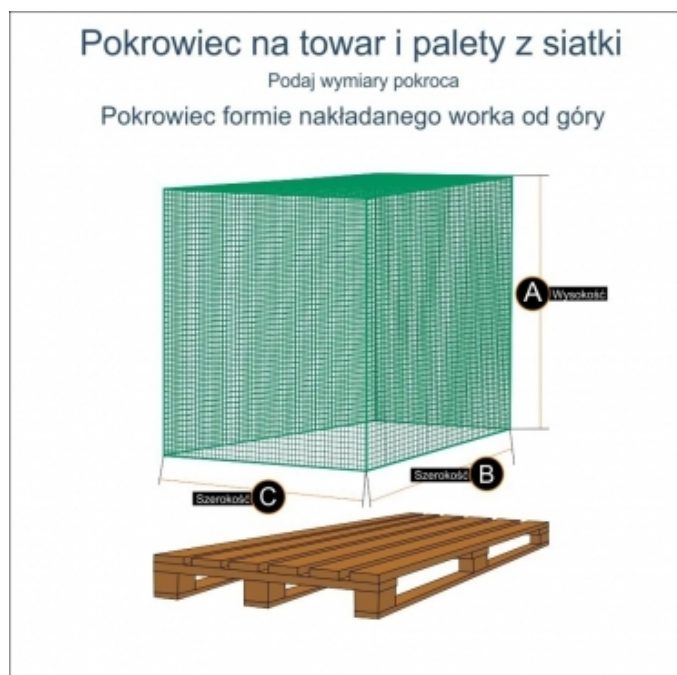 Pokrowiec na towar i palety z siatki
Podaj wymiary pokroca
Pokrowiec formie nakładanego worka od góry
A Wysokość
Szerokość B
Szerokość C